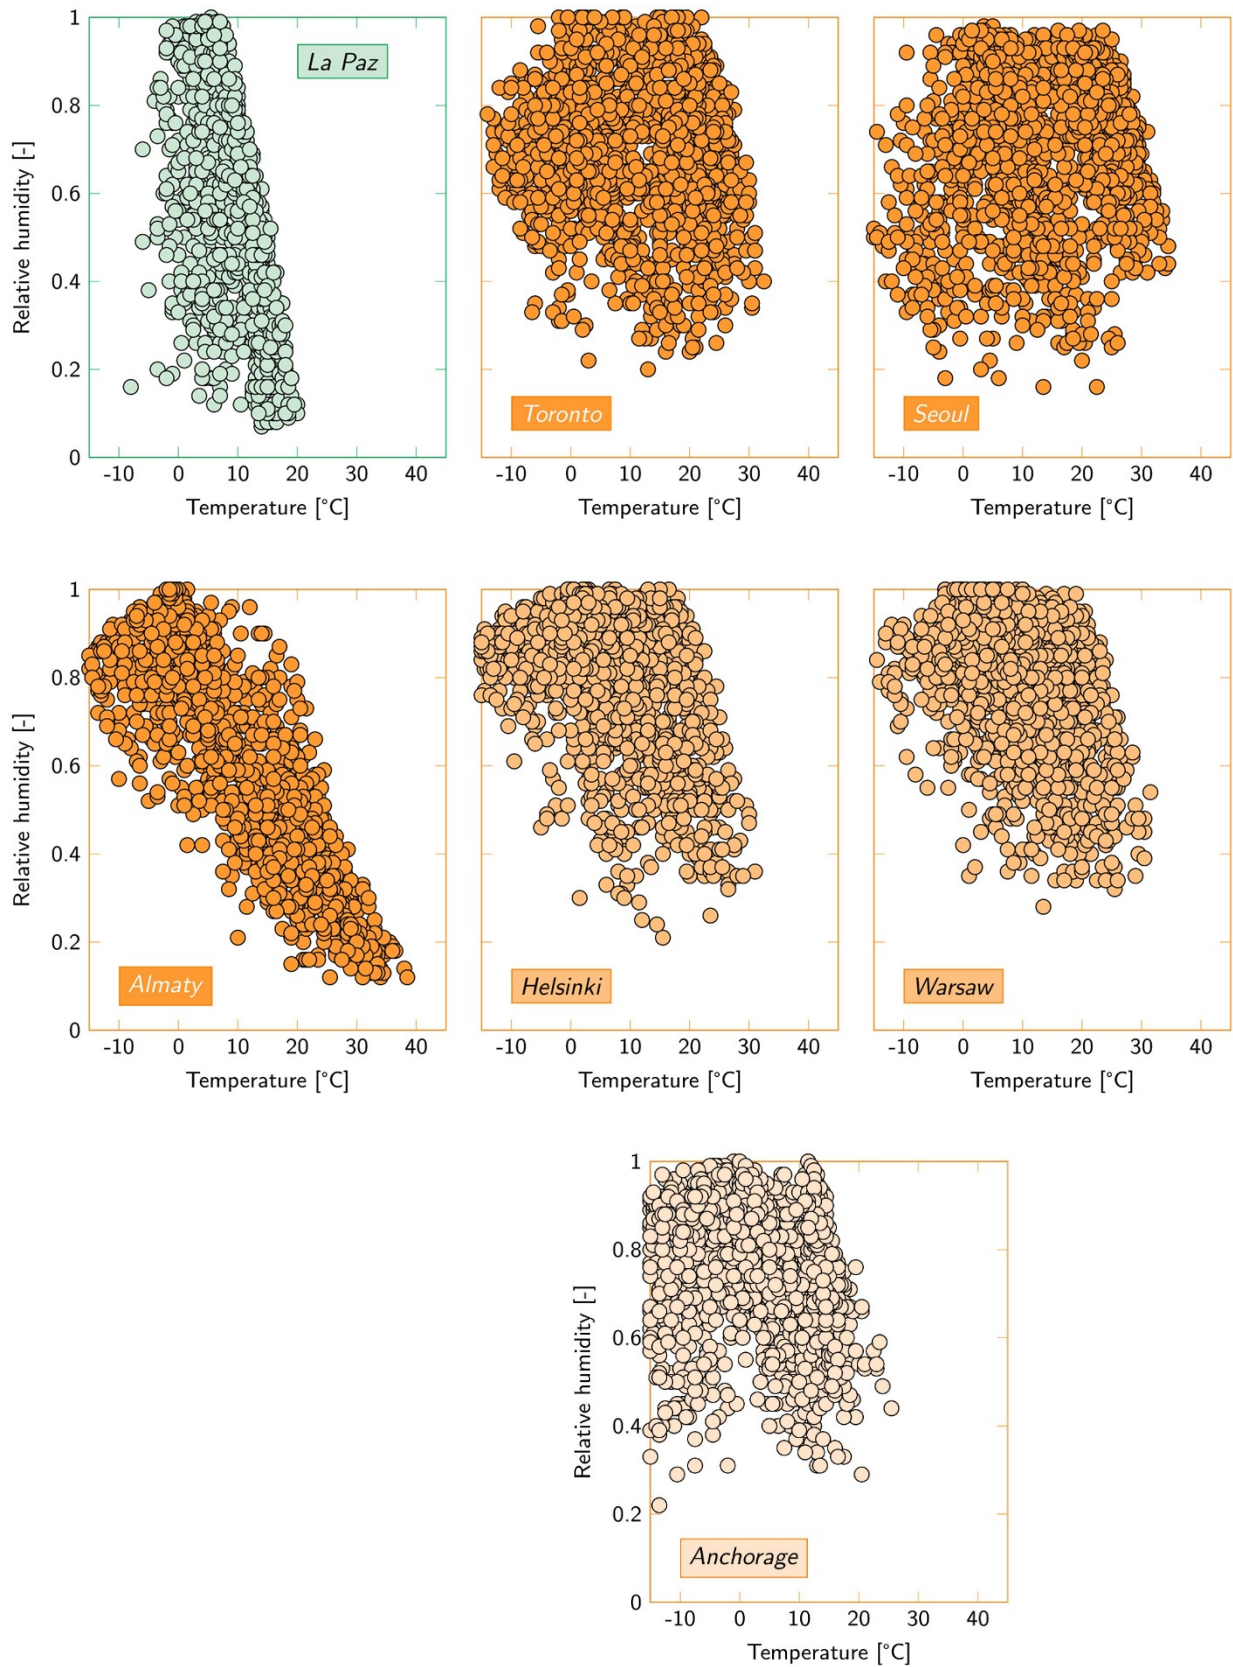 1
0.8
0.6
0.4
0.2
0
Relative humidity [-]
La Paz
-10 0 10 20 30 40
Temperature [°C]
Toronto
-10 0 10 20 30 40
Temperature [°C]
Seoul
-10 0 10 20 30 40
Temperature [°C]
1
0.8
0.6
0.4
0.2
0
Relative humidity [-]
Almaty
-10 0 10 20 30 40
Temperature [°C]
Helsinki
-10 0 10 20 30 40
Temperature [°C]
Warsaw
-10 0 10 20 30 40
Temperature [°C]
1
0.8
0.6
0.4
0.2
0
Relative humidity [-]
Anchorage
-10 0 10 20 30 40
Temperature [°C]